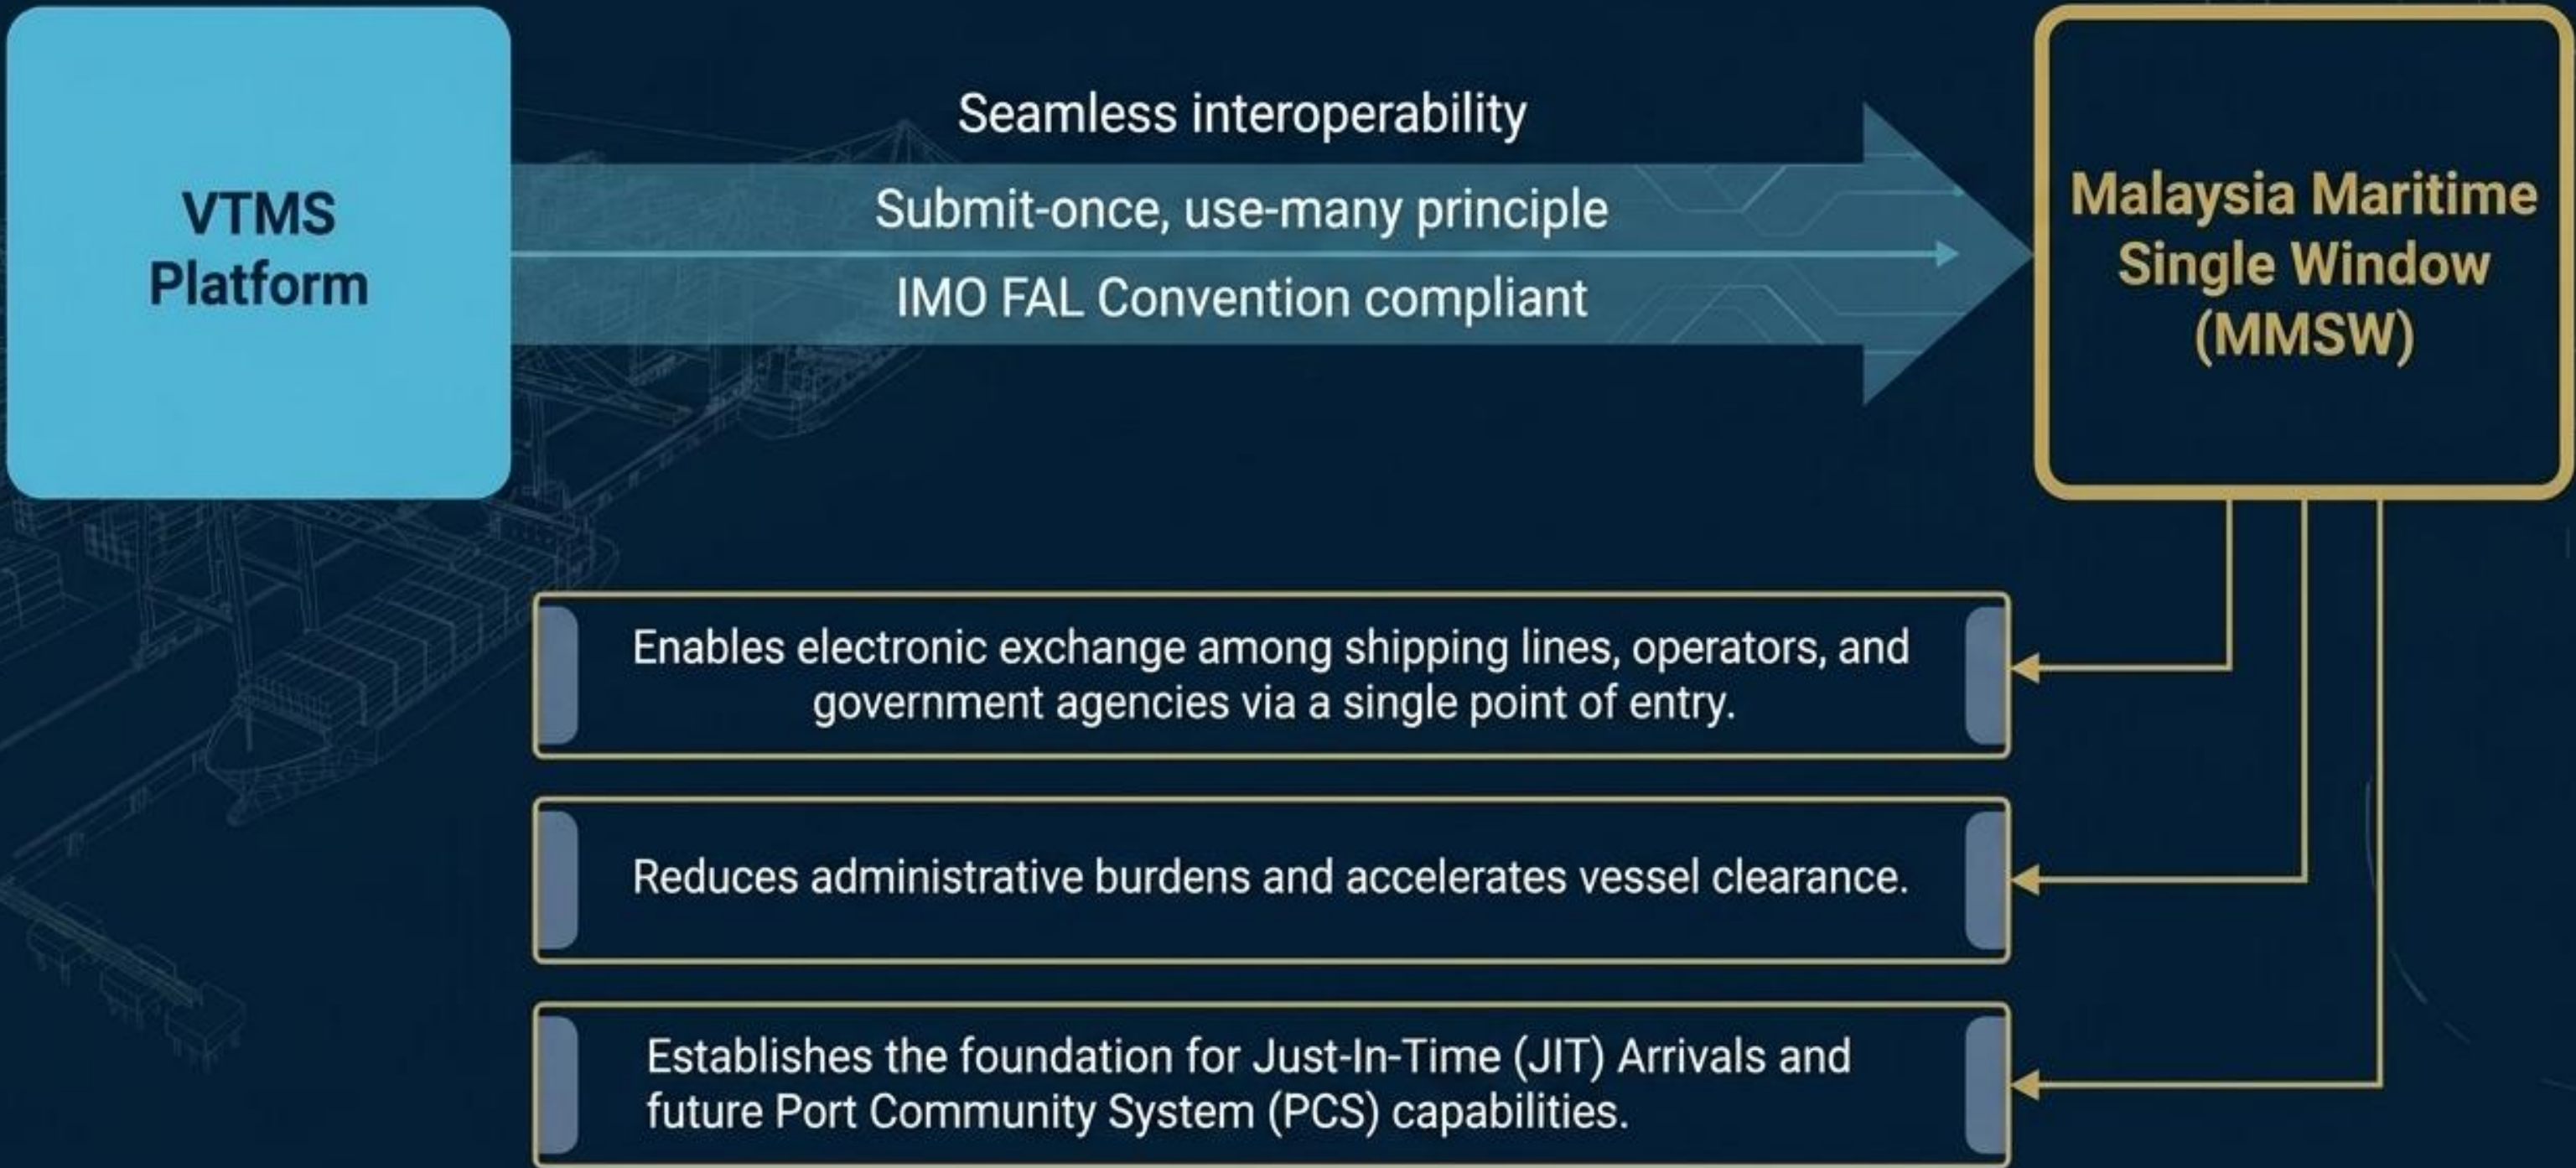 VTMS
Platform
Seamless interoperability
Submit-once, use-many principle
IMO FAL Convention compliant
Malaysia Maritime
Single Window
(MMSW)
Enables electronic exchange among shipping lines, operators, and
government agencies via a single point of entry.
Reduces administrative burdens and accelerates vessel clearance.
Establishes the foundation for Just-In-Time (JIT) Arrivals and
future Port Community System (PCS) capabilities.